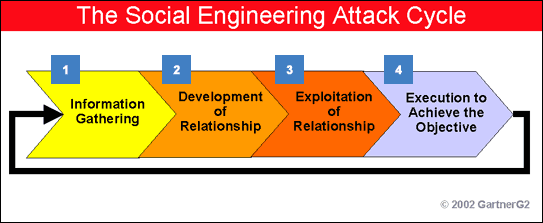 The Social Engineering Attack Cycle
1
Information
Gathering
2
Development
of
Relationship
3
Exploitation
of
Relationship
4
Execution to
Achieve the
Objective
© 2002 GartnerG2